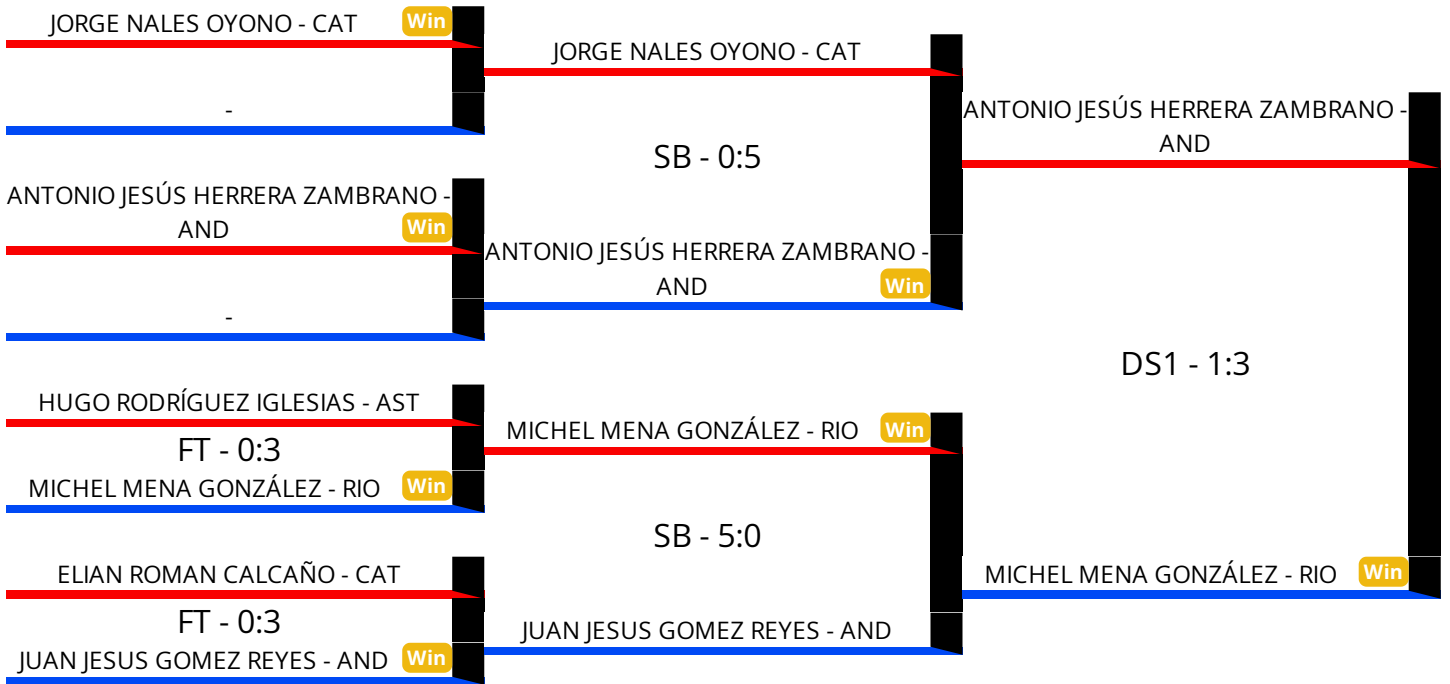 JORGE NALES OYONO - CAT Win
-
ANTONIO JESÚS HERRERA ZAMBRANO -
AND Win
-
HUGO RODRÍGUEZ IGLESIAS - AST
FT - 0:3
MICHEL MENA GONZÁLEZ - RIO Win
ELIAN ROMAN CALCAÑO - CAT
FT - 0:3
JUAN JESUS GOMEZ REYES - AND Win
JORGE NALES OYONO - CAT
SB - 0:5
ANTONIO JESÚS HERRERA ZAMBRANO -
AND Win
MICHEL MENA GONZÁLEZ - RIO Win
SB - 5:0
JUAN JESUS GOMEZ REYES - AND
ANTONIO JESÚS HERRERA ZAMBRANO -
AND
DS1 - 1:3
MICHEL MENA GONZÁLEZ - RIO Win